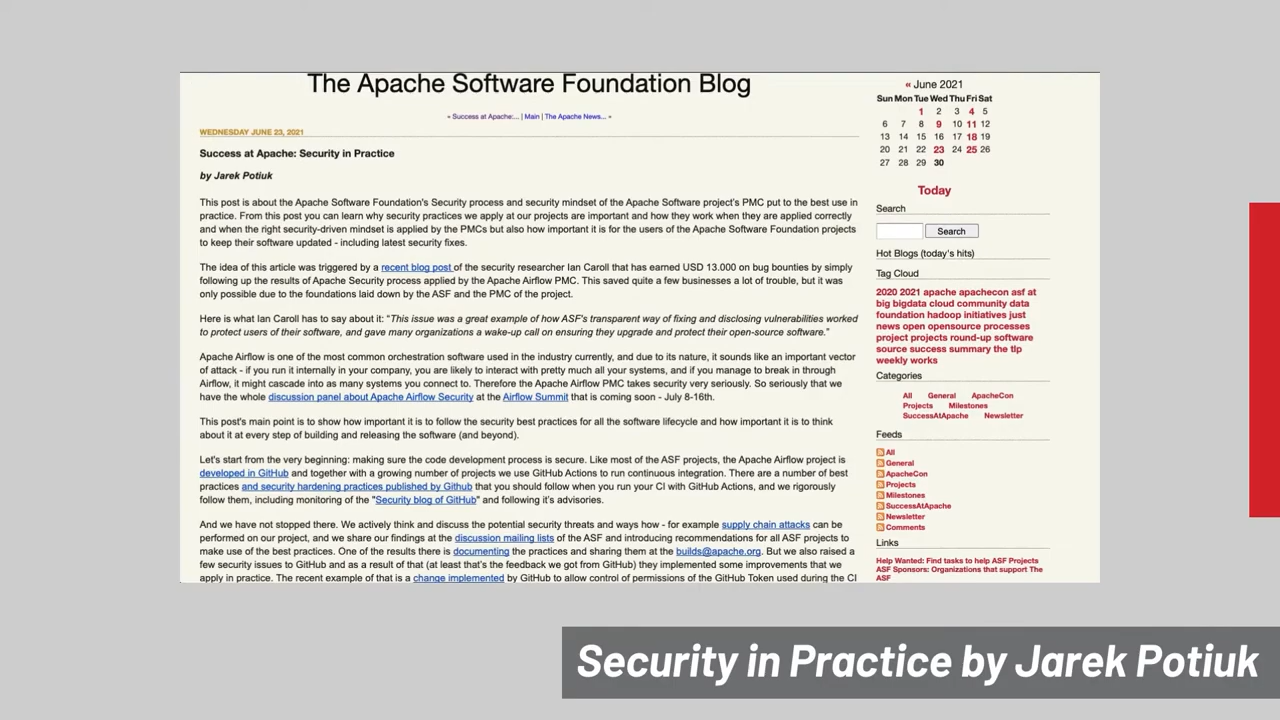 The Apache Software Foundation Blog
« Success at Apache:... | Main | The Apache News... »
WEDNESDAY JUNE 23, 2021
Success at Apache: Security in Practice
by Jarek Potiuk
This post is about the Apache Software Foundation's Security process and security mindset of the Apache Software project's PMC put to the best use in
practice. From this post you can learn why security practices we apply at our projects are important and how they work when they are applied correctly
and when the right security-driven mindset is applied by the PMCs but also how important it is for the users of the Apache Software Foundation projects
to keep their software updated - including latest security fixes.
The idea of this article was triggered by a recent blog post of the security researcher Ian Caroll that has earned USD 13.000 on bug bounties by simply
following up the results of Apache Security process applied by the Apache Airflow PMC. This saved quite a few businesses a lot of trouble, but it was
only possible due to the foundations laid down by the ASF and the PMC of the project.
Here is what Ian Caroll has to say about it: “This issue was a great example of how ASF's transparent way of fixing and disclosing vulnerabilities worked
to protect users of their software, and gave many organizations a wake-up call on ensuring they upgrade and protect their open-source software.”
Apache Airflow is one of the most common orchestration software used in the industry currently, and due to its nature, it sounds like an important vector
of attack - if you run it internally in your company, you are likely to interact with pretty much all your systems, and if you manage to break in through
Airflow, it might cascade into as many systems you connect to. Therefore the Apache Airflow PMC takes security very seriously. So seriously that we
have the whole discussion panel about Apache Airflow Security at the Airflow Summit that is coming soon - July 8-16th.
This post's main point is to show how important it is to follow the security best practices for all the software lifecycle and how important it is to think
about it at every step of building and releasing the software (and beyond).
Let's start from the very beginning: making sure the code development process is secure. Like most of the ASF projects, the Apache Airflow project is
developed in GitHub and together with a growing number of projects we use GitHub Actions to run continuous integration. There are a number of best
practices and security hardening practices published by Github that you should follow when you run your CI with GitHub Actions, and we rigorously
follow them, including monitoring of the "Security blog of GitHub" and following it's advisories.
And we have not stopped there. We actively think and discuss the potential security threats and ways how - for example supply chain attacks can be
performed on our project, and we share our findings at the discussion mailing lists of the ASF and introducing recommendations for all ASF projects to
make use of the best practices. One of the results there is documenting the practices and sharing them at the builds@apache.org. But we also raised a
few security issues to GitHub and as a result of that (at least that's the feedback we got from GitHub) they implemented some improvements that we
apply in practice. The recent example of that is a change implemented by GitHub to allow control of permissions of the GitHub Token used during the CI
« June 2021
Sun Mon Tue Wed Thu Fri Sat
1 2 3 4 5
6 7 8 9 10 11 12
13 14 15 16 17 18 19
20 21 22 23 24 25 26
27 28 29 30
Today
Search
Search
Hot Blogs (today's hits)
Tag Cloud
2020 2021 apache apachecon asf at
big bigdata cloud community data
foundation hadoop initiatives just
news open opensource processes
project projects round-up software
source success summary the tlp
weekly works
Categories
All General ApacheCon
Projects Milestones
SuccessAtApache Newsletter
Feeds
All
General
ApacheCon
Projects
Milestones
SuccessAtApache
Newsletter
Comments
Links
Help Wanted: Find tasks to help ASF Projects
ASF Sponsors: Organizations that support The
ASF
Security in Practice by Jarek Potiuk